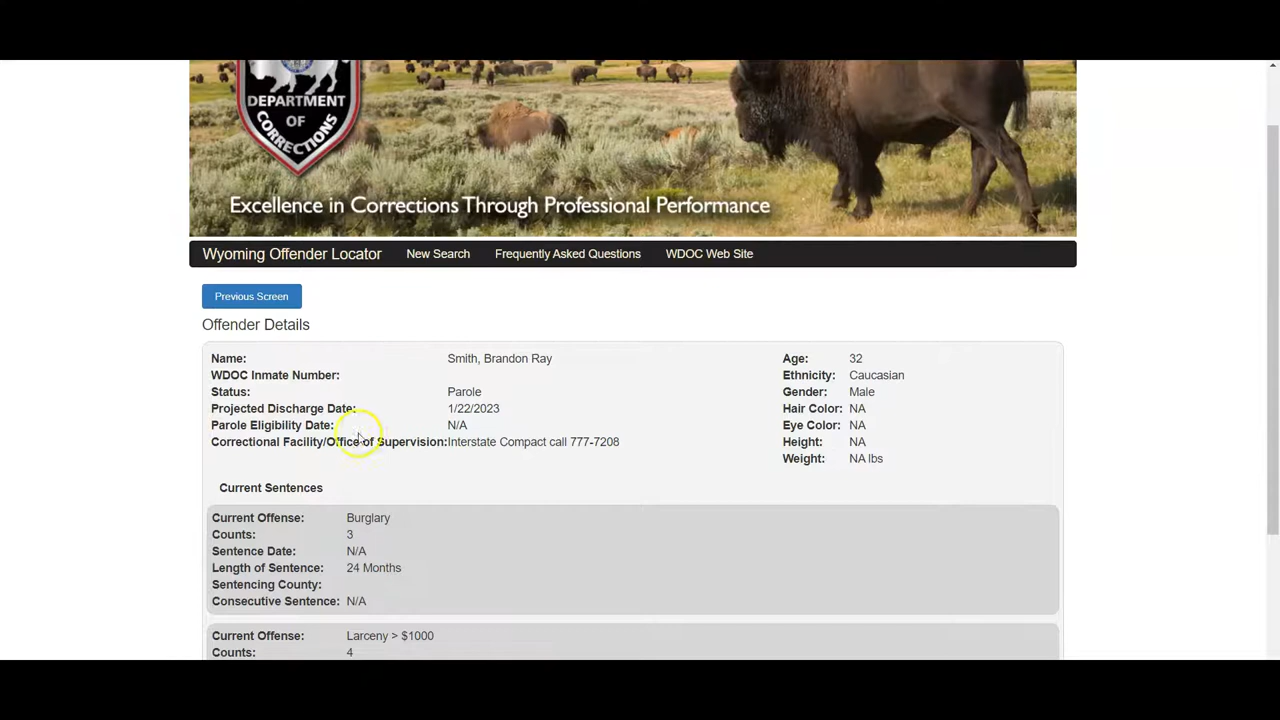 DEPARTMENT
OF
CORRECTIONS
Excellence in Corrections Through Professional Performance
Wyoming Offender Locator New Search Frequently Asked Questions WDOC Web Site
Previous Screen
Offender Details
Name: Smith, Brandon Ray Age: 32
WDOC Inmate Number: Ethnicity: Caucasian
Status: Parole Gender: Male
Projected Discharge Date: 1/22/2023 Hair Color: NA
Parole Eligibility Date: N/A Eye Color: NA
Correctional Facility/Office of Supervision: Interstate Compact call 777-7208 Height: NA
Weight: NA lbs
Current Sentences
Current Offense: Burglary
Counts: 3
Sentence Date: N/A
Length of Sentence: 24 Months
Sentencing County:
Consecutive Sentence: N/A
Current Offense: Larceny > $1000
Counts: 4